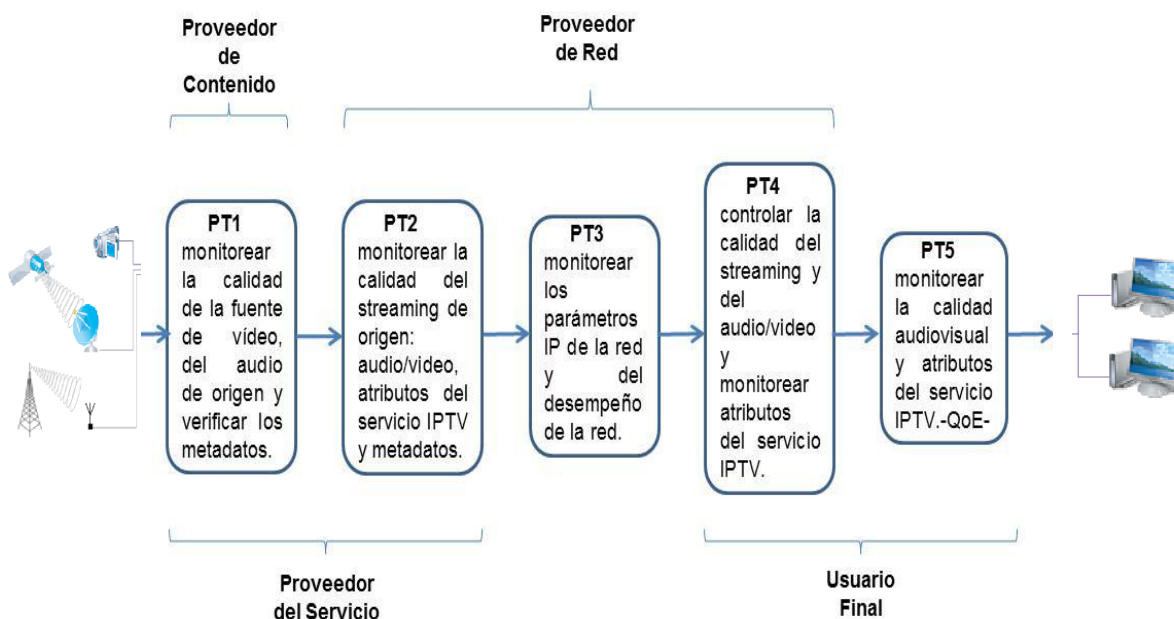 Proveedor
de
Contenido
Proveedor
de Red
PT1
monitorear
la calidad
de la fuente
de vídeo,
del audio
de origen y
verificar los
metadatos.
PT2
monitorear la
calidad del
streaming de
origen:
audio/video,
atributos del
servicio IPTV
y metadatos.
PT3
monitorear
los
parámetros
IP de la red
y del
desempeño
de la red.
PT4
controlar la
calidad del
streaming y
del
audio/video
y
monitorear
atributos
del servicio
IPTV.
PT5
monitorear
la calidad
audiovisual
y atributos
del servicio
IPTV.-QoE-
Proveedor
del Servicio
Usuario
Final